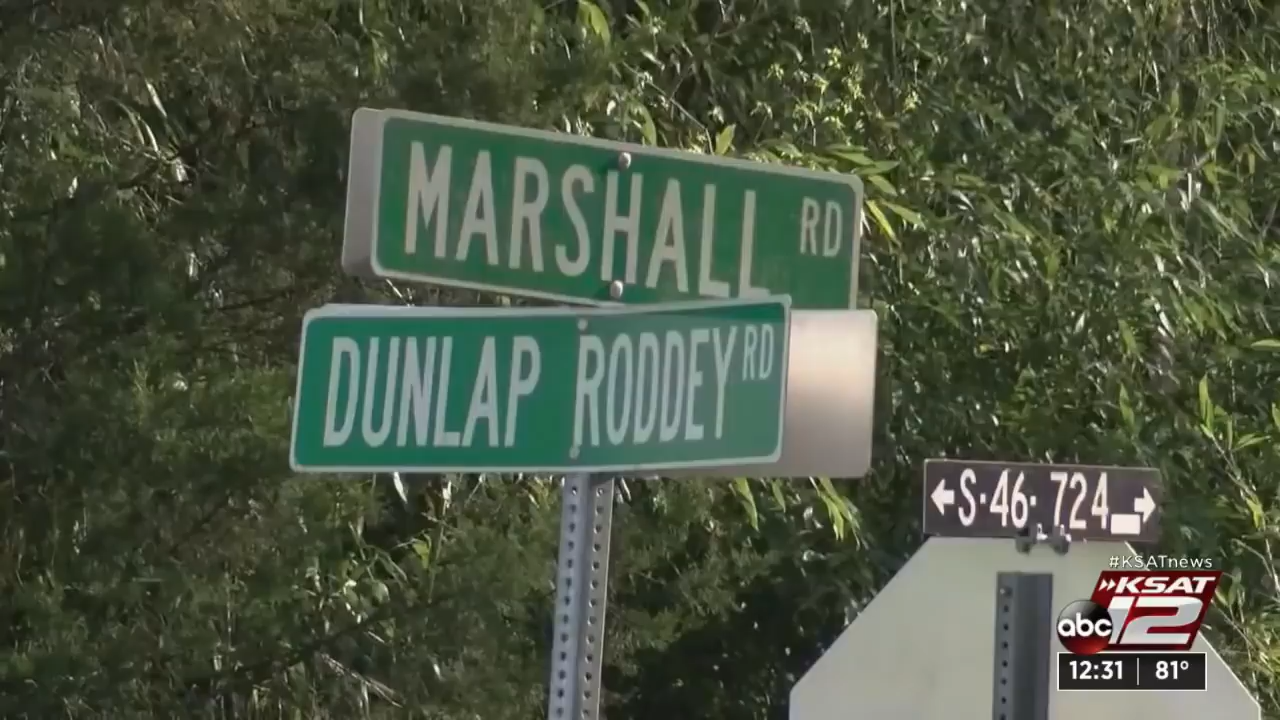 MARSHALL RD
DUNLAP RODDEY RD
S-46-724
#KSATnews
KSAT
abc 12
12:31 81°